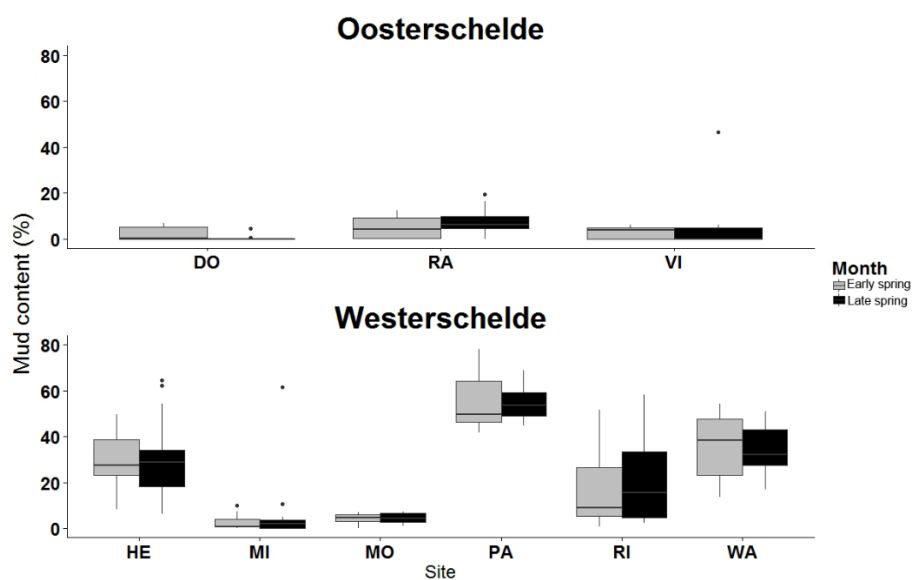 Oosterschelde
80
60
40
20
0
DO RA VI
Mud content (%)
Month
Early spring
Late spring
Westerschelde
80
60
40
20
0
HE MI MO PA RI WA
Site